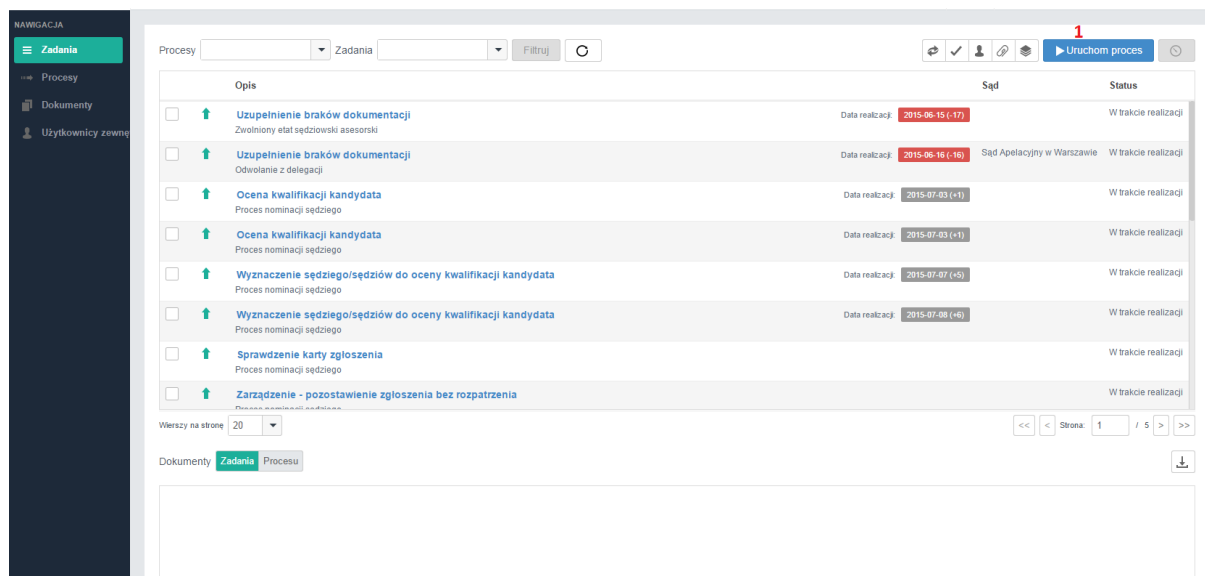 NAWIGACJA
Zadania
Procesy
Dokumenty
Użytkownicy zewnę
1
Procesy Zadania Filtruj Uruchom proces
Opis Sąd Status
Uzupełnienie braków dokumentacji Data realizacji: 2015-06-15 (-17) W trakcie realizacji
Zwolniony etat sędziowski asesorski
Uzupełnienie braków dokumentacji Data realizacji: 2015-06-16 (-16) Sąd Apelacyjny w Warszawie W trakcie realizacji
Odwołanie z delegacji
Ocena kwalifikacji kandydata Data realizacji: 2015-07-03 (+1) W trakcie realizacji
Proces nominacji sędziego
Ocena kwalifikacji kandydata Data realizacji: 2015-07-03 (+1) W trakcie realizacji
Proces nominacji sędziego
Wyznaczenie sędziego/sędziów do oceny kwalifikacji kandydata Data realizacji: 2015-07-07 (+5) W trakcie realizacji
Proces nominacji sędziego
Wyznaczenie sędziego/sędziów do oceny kwalifikacji kandydata Data realizacji: 2015-07-08 (+6) W trakcie realizacji
Proces nominacji sędziego
Sprawdzenie karty zgłoszenia W trakcie realizacji
Proces nominacji sędziego
Zarządzenie - pozostawienie zgłoszenia bez rozpatrzenia W trakcie realizacji
Proces nominacji sędziego
Wierszy na stronę 20 << < Strona: 1 / 5 > >>
Dokumenty Zadania Procesu